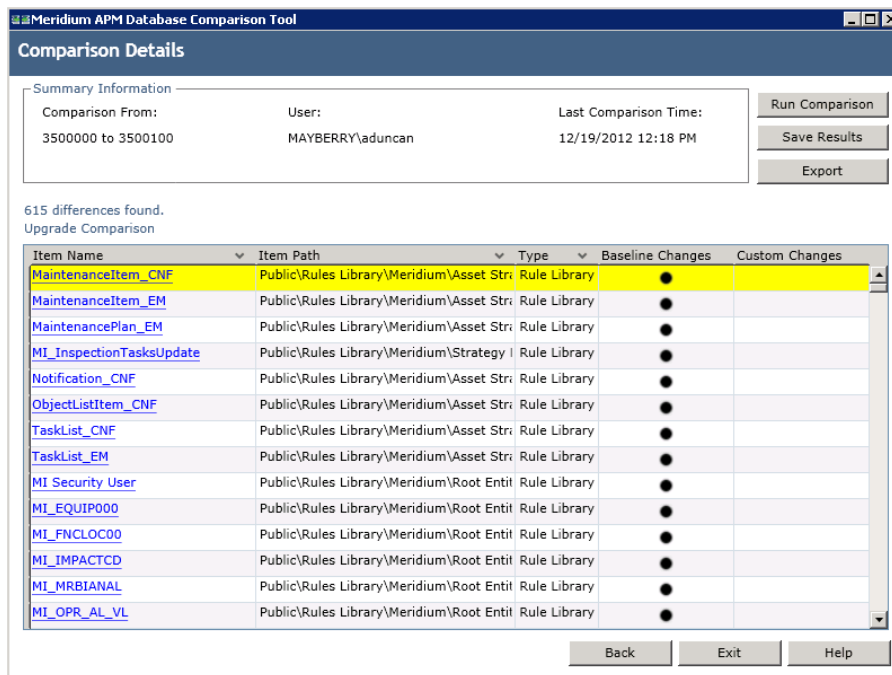 Meridium APM Database Comparison Tool
Comparison Details
Summary Information
Comparison From: User: Last Comparison Time:
3500000 to 3500100 MAYBERRY\aduncan 12/19/2012 12:18 PM
Run Comparison
Save Results
Export
615 differences found.
Upgrade Comparison
Item Name Item Path Type Baseline Changes Custom Changes
MaintenanceItem_CNF Public\Rules Library\Meridium\Asset Stra Rule Library
MaintenanceItem_EM Public\Rules Library\Meridium\Asset Stra Rule Library
MaintenancePlan_EM Public\Rules Library\Meridium\Asset Stra Rule Library
MI_InspectionTasksUpdate Public\Rules Library\Meridium\Strategy Rule Library
Notification_CNF Public\Rules Library\Meridium\Asset Stra Rule Library
ObjectListItem_CNF Public\Rules Library\Meridium\Asset Stra Rule Library
TaskList_CNF Public\Rules Library\Meridium\Asset Stra Rule Library
TaskList_EM Public\Rules Library\Meridium\Asset Stra Rule Library
MI Security User Public\Rules Library\Meridium\Root Entit Rule Library
MI_EQUIP000 Public\Rules Library\Meridium\Root Entit Rule Library
MI_FNCLOC00 Public\Rules Library\Meridium\Root Entit Rule Library
MI_IMPACTCD Public\Rules Library\Meridium\Root Entit Rule Library
MI_MRBIANAL Public\Rules Library\Meridium\Root Entit Rule Library
MI_OPR_AL_VL Public\Rules Library\Meridium\Root Entit Rule Library
Back Exit Help